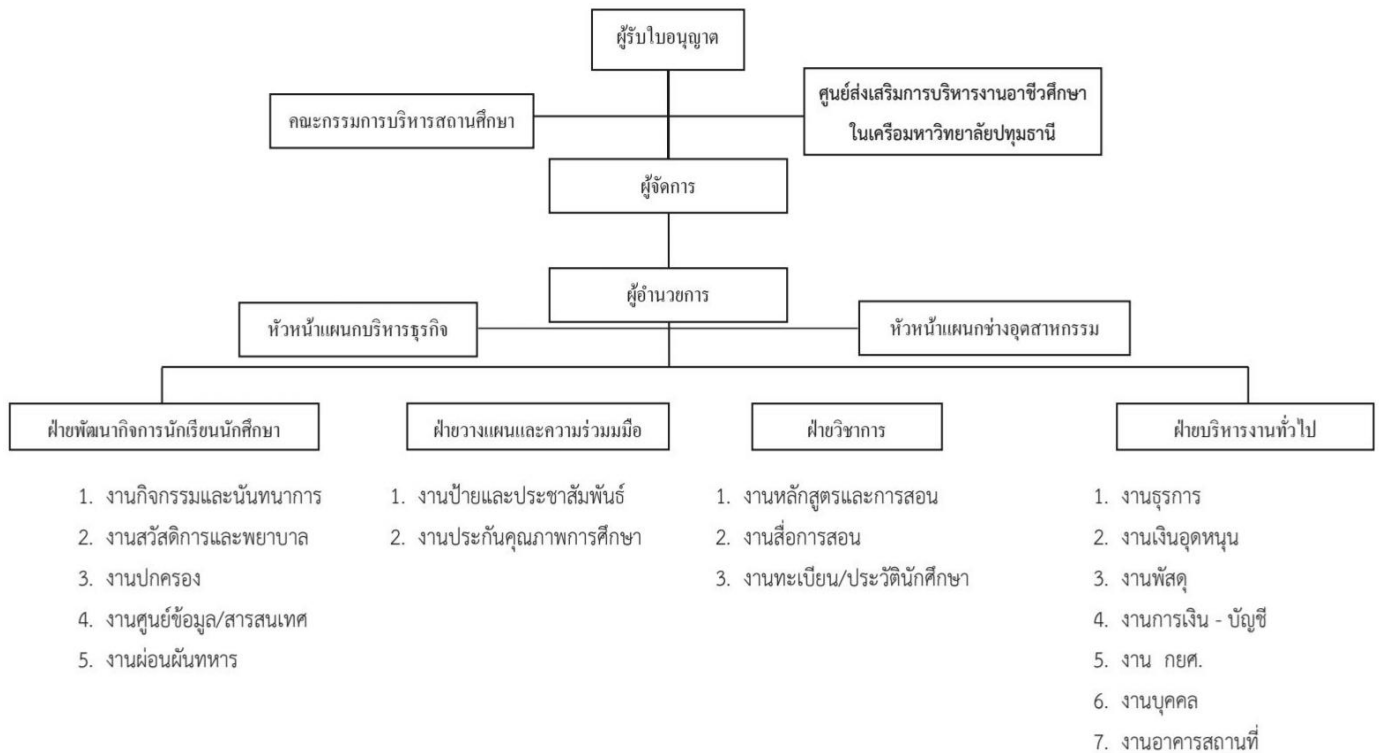 ผู้รับใบอนุญาต
คณะกรรมการบริหารสถานศึกษา
ศูนย์ส่งเสริมการบริหารงานอาชีวศึกษา
ในเครือมหาวิทยาลัยปทุมธานี
ผู้จัดการ
ผู้อำนวยการ
หัวหน้าแผนกบริหารธุรกิจ
หัวหน้าแผนกช่างอุตสาหกรรม
ฝ่ายพัฒนากิจการนักเรียนนักศึกษา
1. งานกิจกรรมและนันทนาการ
2. งานสวัสดิการและพยาบาล
3. งานปกครอง
4. งานศูนย์ข้อมูล/สารสนเทศ
5. งานผ่อนผันทหาร
ฝ่ายวางแผนและความร่วมมมือ
1. งานป้ายและประชาสัมพันธ์
2. งานประกันคุณภาพการศึกษา
ฝ่ายวิชาการ
1. งานหลักสูตรและการสอน
2. งานสื่อการสอน
3. งานทะเบียน/ประวัตินักศึกษา
ฝ่ายบริหารงานทั่วไป
1. งานธุรการ
2. งานเงินอุดหนุน
3. งานพัสดุ
4. งานการเงิน - บัญชี
5. งาน กยศ.
6. งานบุคคล
7. งานอาคารสถานที่